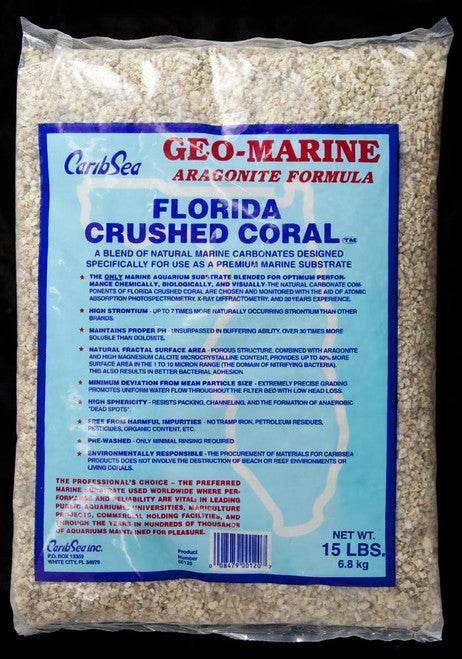 CaribSea
GEO-MARINE
ARAGONITE FORMULA
FLORIDA
CRUSHED CORAL™
A BLEND OF NATURAL MARINE CARBONATES DESIGNED
SPECIFICALLY FOR USE AS A PREMIUM MARINE SUBSTRATE
★ THE ONLY MARINE AQUARIUM SUBSTRATE BLENDED FOR OPTIMUM PERFOR-
MANCE CHEMICALLY, BIOLOGICALLY, AND VISUALLY-THE NATURAL CARBONATE COM-
PONENTS OF FLORIDA CRUSHED CORAL ARE CHOSEN AND MONITORED WITH THE AID OF ATOMIC
ABSORPTION PHOTSPECTROMETRY, X-RAY DIFFRACTOMETRY, AND 20 YEARS EXPERIENCE.
★ HIGH STRONTIUM - UP TO 7 TIMES MORE NATURALLY OCCURRING STRONTIUM THAN OTHER
BRANDS.
★ MAINTAINS PROPER PH - UNSURPASSED IN BUFFERING ABILITY. OVER 30 TIMES MORE
SOLUBLE THAN DOLOMITE.
★ NATURAL FRACTAL SURFACE AREA - POROUS STRUCTURE, COMBINED WITH ARAGONITE
AND HIGH MAGNESIUM CALCITE MICROCRYSTALLINE CONTENT, PROVIDES UP TO 40% MORE
SURFACE AREA IN THE 1 TO 10 MICRON RANGE (THE DOMAIN OF NITRIFYING BACTERIA).
THIS ALSO RESULTS IN BETTER BACTERIAL ADHESION.
★ MINIMUM DEVIATION FROM MEAN PARTICLE SIZE - EXTREMELY PRECISE GRADING
PROMOTES UNIFORM WATER FLOW THROUGHOUT THE FILTER BED WITH LOW HEAD LOSS.
★ HIGH SPHERICITY - RESISTS PACKING, CHANNELING, AND THE FORMATION OF ANAEROBIC
"DEAD SPOTS".
★ FREE FROM HARMFUL IMPURITIES - NO TRAMP IRON, PETROLEUM RESIDUES,
PESTICIDES, ORGANIC CONTENT, ETC.
★ PRE-WASHED - ONLY MINIMAL RINSING REQUIRED.
★ ENVIRONMENTALLY RESPONSIBLE - THE PROCUREMENT OF MATERIALS FOR CARIBSEA
PRODUCTS DOES NOT INVOLVE THE DESTRUCTION OF BEACH OR REEF ENVIRONMENTS OR
LIVING CORALS.
THE PROFESSIONAL'S CHOICE - THE PREFERRED
MARINE SUBSTRATE USED WORLDWIDE WHERE PER-
FORMANCE AND RELIABILITY ARE VITAL IN LEADING
PUBLIC AQUARIUMS, UNIVERSITIES, MARICULTURE
PROJECTS, COMMERCIAL HOLDING FACILITIES, AND
THROUGH THE YEARS IN HUNDREDS OF THOUSANDS
OF AQUARIUMS MAINTAINED FOR PLEASURE.
CaribSea INC.
P.O. BOX 13359
WHITE CITY, FL 34979
Product
Number
00120
0 08479 00120 7
NET WT.
15 LBS.
6.8 kg